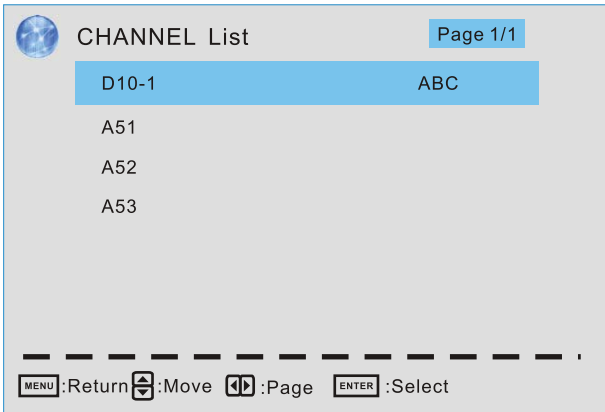 CHANNEL List Page 1/1
D10-1 ABC
A51
A52
A53
MENU :Return :Move :Page ENTER :Select